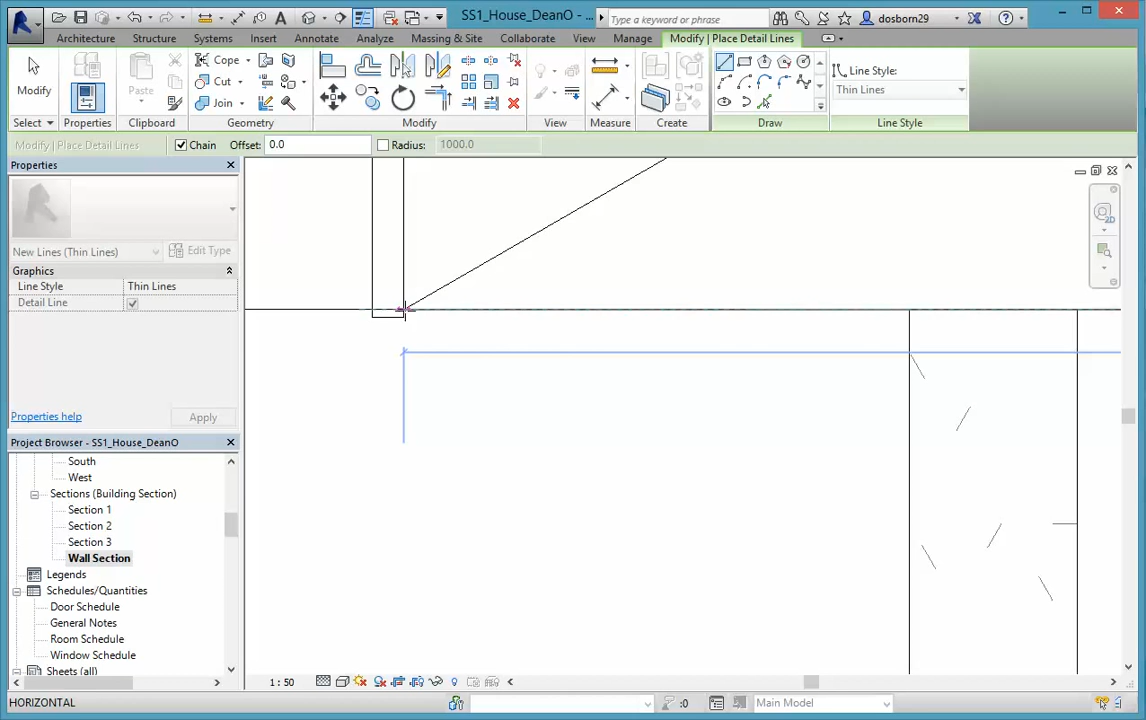 SS1_House_DeanO -
Type a keyword or phrase
dosborn29
Architecture Structure Systems Insert Annotate Analyze Massing & Site Collaborate View Manage Modify | Place Detail Lines
Modify
Properties
Paste
Cope
Cut
Join
Line Style:
Thin Lines
Select Properties Clipboard Geometry Modify View Measure Create Draw Line Style
Modify | Place Detail Lines Chain Offset: 0.0 Radius: 1000.0
Properties
New Lines (Thin Lines) Edit Type
Graphics
Line Style Thin Lines
Detail Line
Properties help Apply
Project Browser - SS1_House_DeanO
South
West
Sections (Building Section)
Section 1
Section 2
Section 3
Wall Section
Legends
Schedules/Quantities
Door Schedule
General Notes
Room Schedule
Window Schedule
Sheets (all)
2D
1 : 50
HORIZONTAL
:0
Main Model